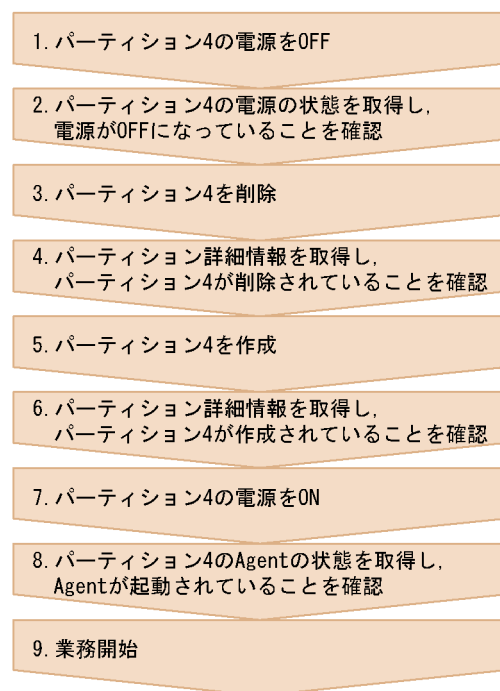 1. パーティション4の電源をOFF
2. パーティション4の電源の状態を取得し,
電源がOFFになっていることを確認
3. パーティション4を削除
4. パーティション詳細情報を取得し,
パーティション4が削除されていることを確認
5. パーティション4を作成
6. パーティション詳細情報を取得し,
パーティション4が作成されていることを確認
7. パーティション4の電源をON
8. パーティション4のAgentの状態を取得し,
Agentが起動されていることを確認
9. 業務開始